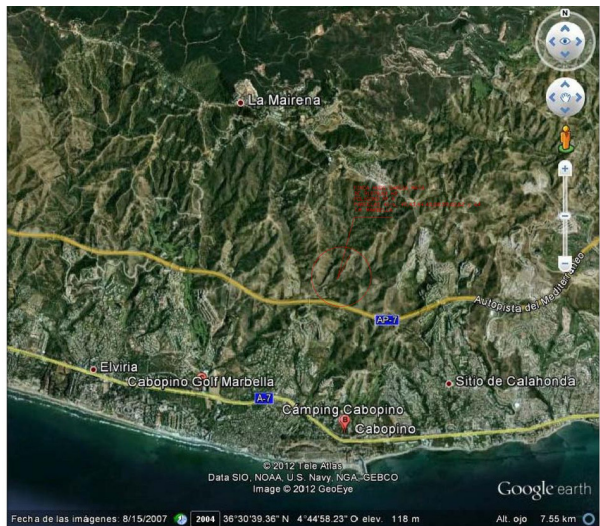 N
La Mairena
Autopista del Mediterráneo
AP-7
Elviria
Cabopino Golf Marbella
Sitio de Calahonda
A-7
Camping Cabopino
B
Cabopino
© 2012 Tele Atlas
Data SIO, NOAA, U.S. Navy, NGA, GEBCO
Image © 2012 GeoEye
Google earth
Fecha de las imágenes: 8/15/2007 2004 36°30'39.36" N 4°44'58.23" O elev. 118 m Alt. ojo 7.55 km